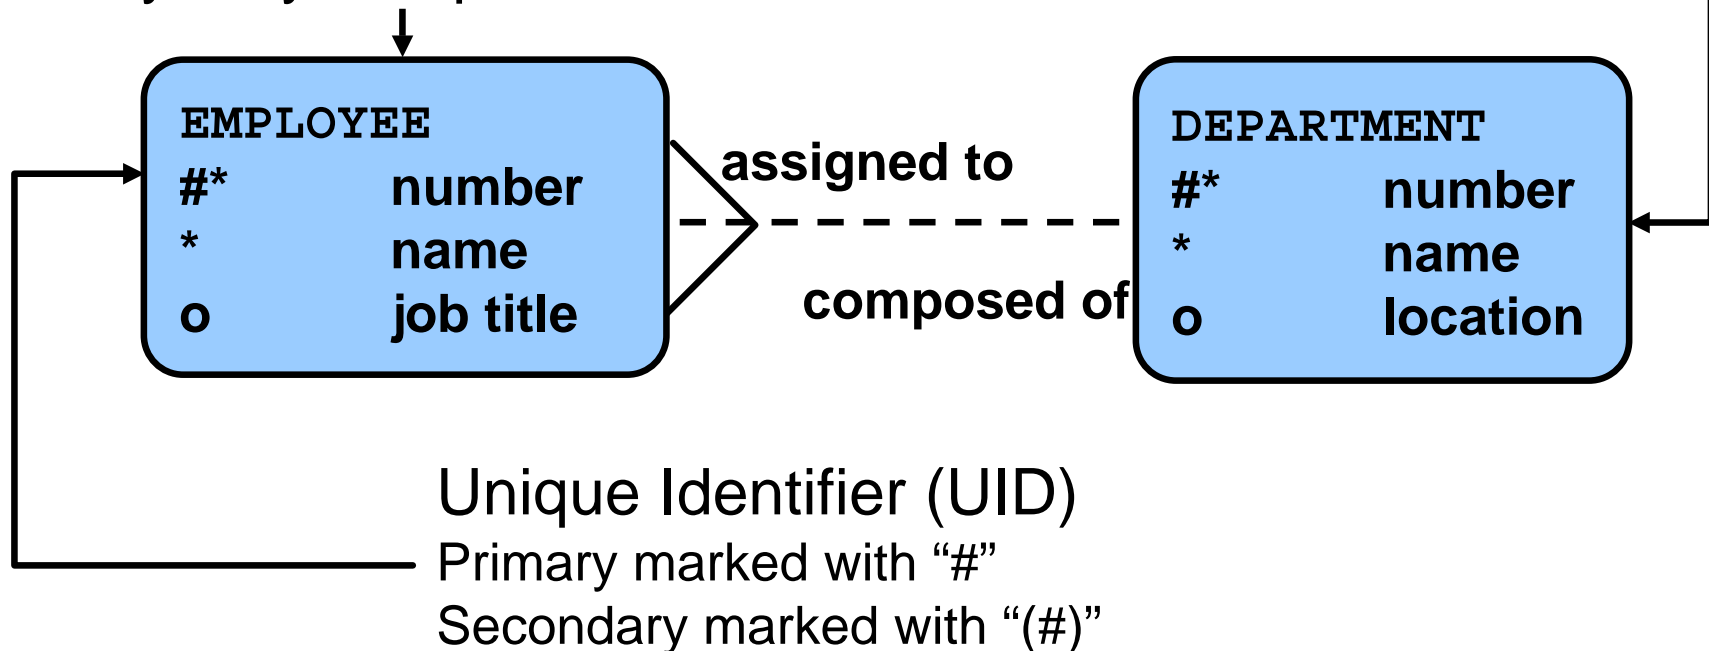 EMPLOYEE
#* number
* name
o job title
assigned to
composed of
DEPARTMENT
#* number
* name
o location
Unique Identifier (UID)
Primary marked with “#”
Secondary marked with “(#)”